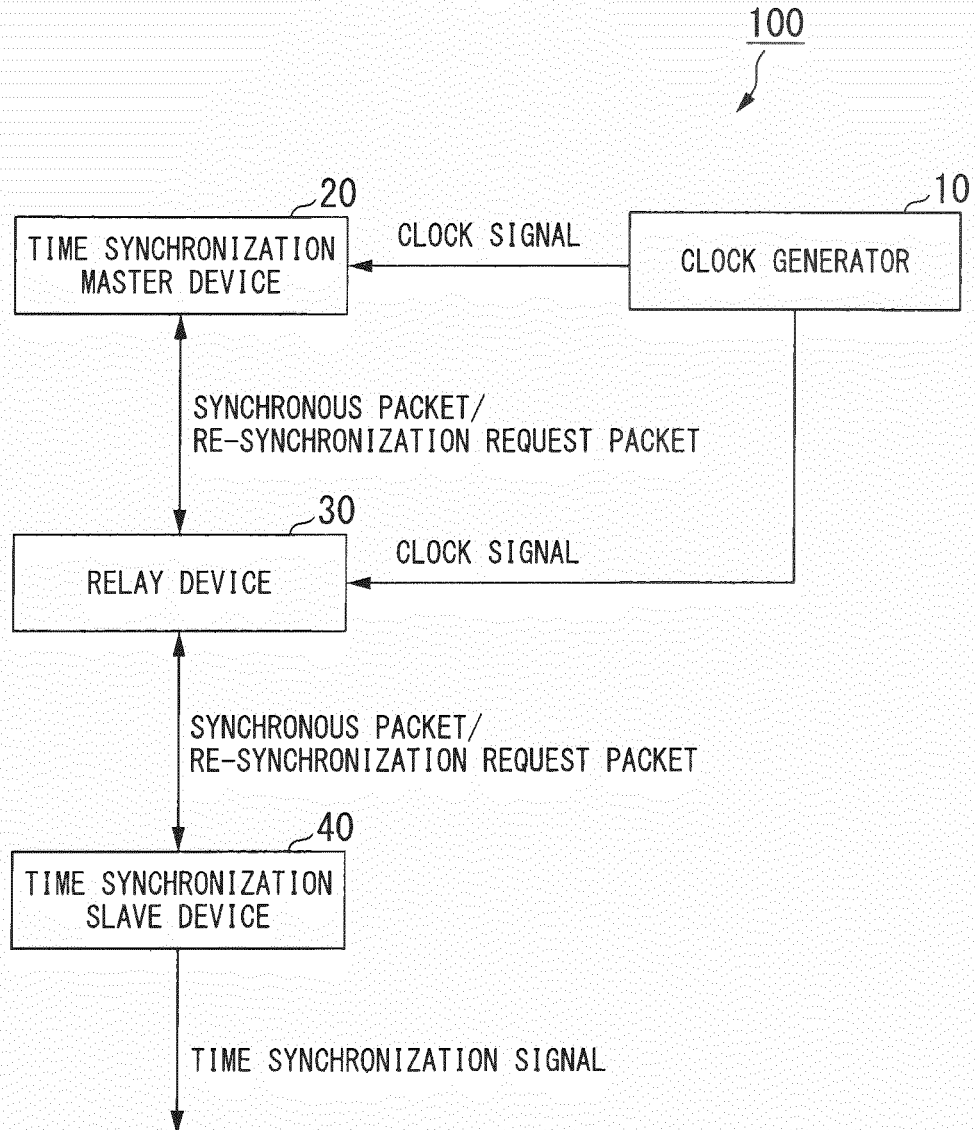 100
20
10
TIME SYNCHRONIZATION
MASTER DEVICE
CLOCK SIGNAL
CLOCK GENERATOR
SYNCHRONOUS PACKET/
RE-SYNCHRONIZATION REQUEST PACKET
30
RELAY DEVICE
CLOCK SIGNAL
SYNCHRONOUS PACKET/
RE-SYNCHRONIZATION REQUEST PACKET
40
TIME SYNCHRONIZATION
SLAVE DEVICE
TIME SYNCHRONIZATION SIGNAL